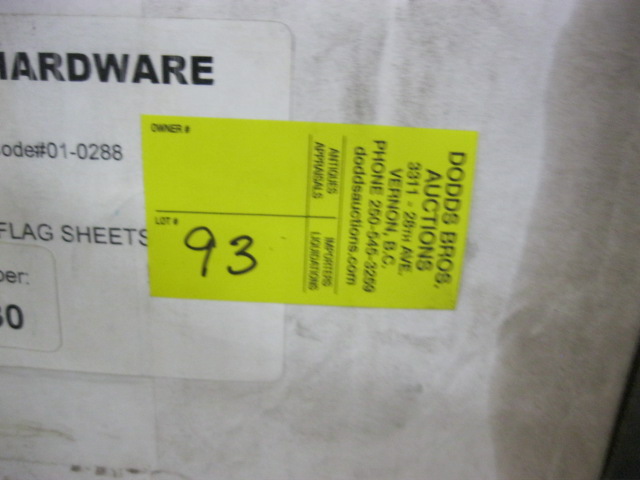 HARDWARE
ode#01-0288
FLAG SHEETS
ber:
30
OWNER #
LOT #
93
ANTIQUES
APPRAISALS
IMPORTERS
LIQUIDATIONS
DODDS BROS.
AUCTIONS
3311 - 28TH AVE.
VERNON, B.C.
PHONE 250-545-3259
doddsauctions.com